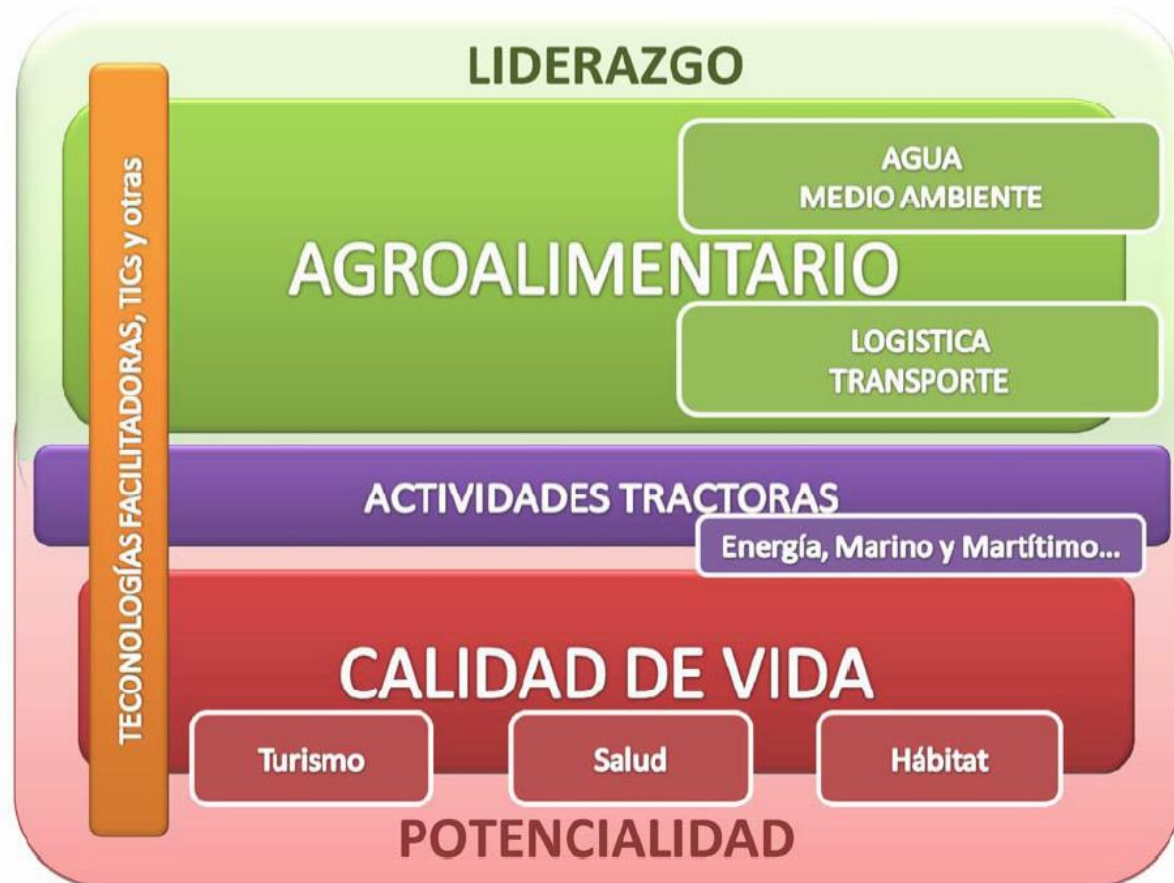 LIDERAZGO
AGUA
MEDIO AMBIENTE
AGROALIMENTARIO
LOGISTICA
TRANSPORTE
TECONOLOGÍAS FACILITADORAS, TICs y otras
ACTIVIDADES TRACTORAS
Energía, Marino y Martítimo...
CALIDAD DE VIDA
Turismo
Salud
Hábitat
POTENCIALIDAD